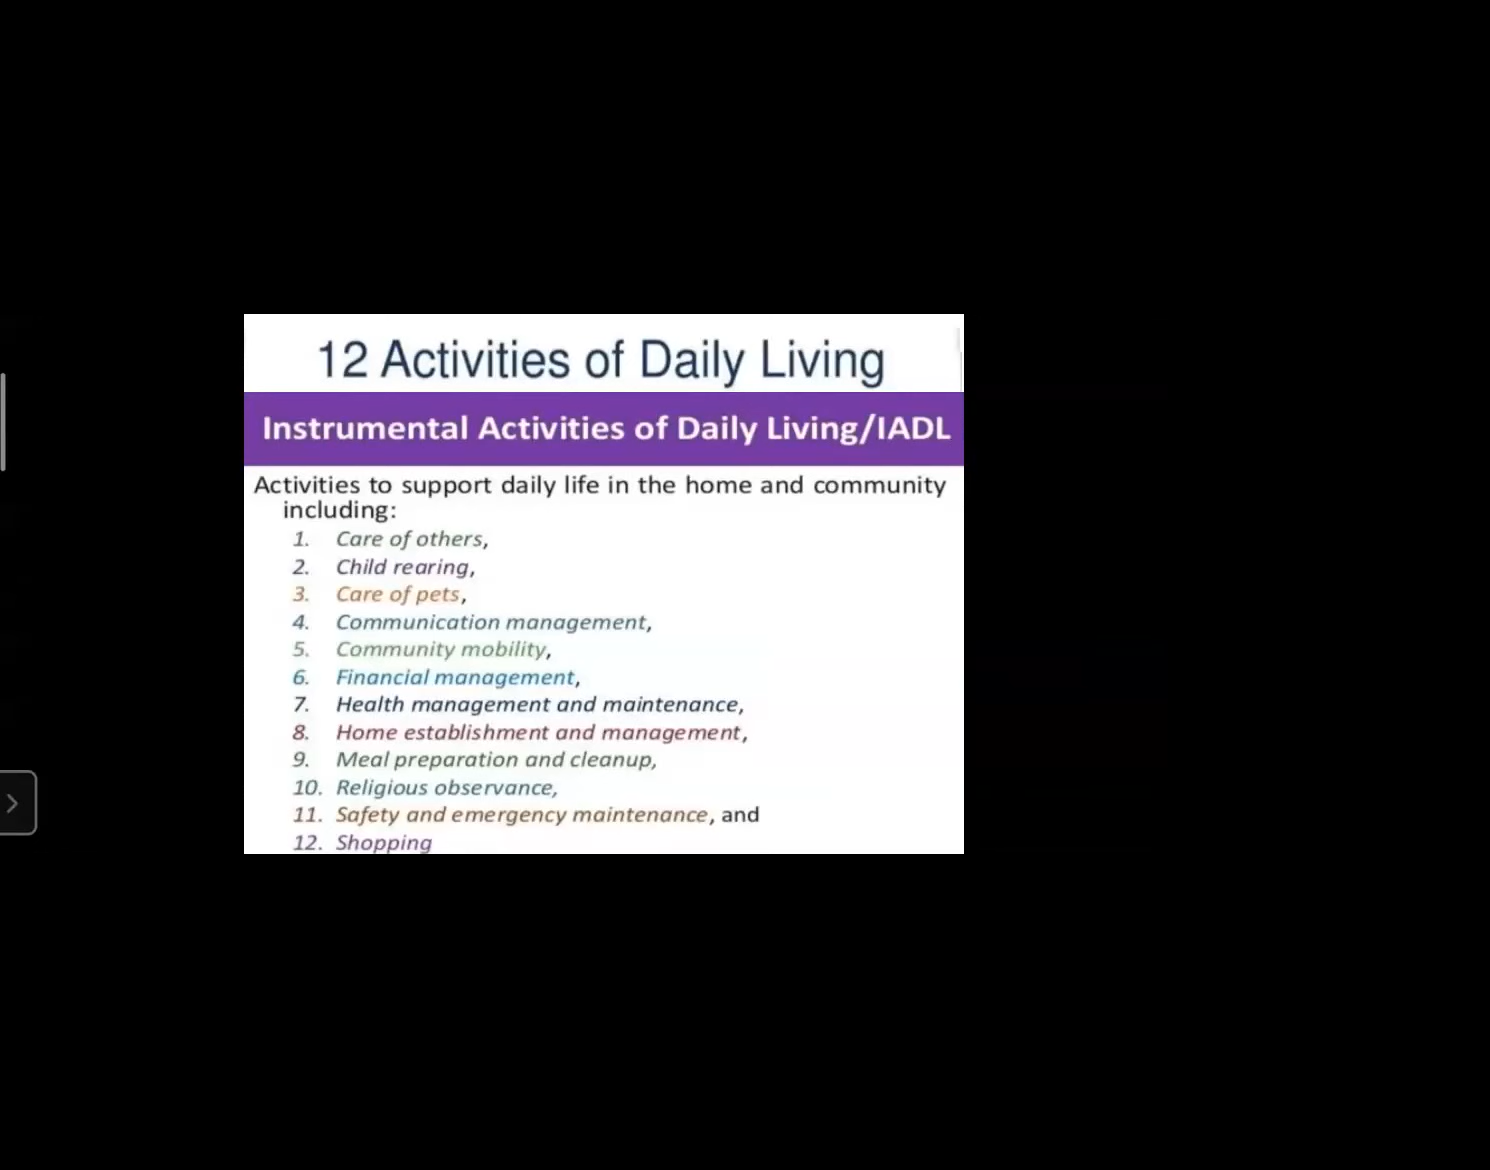 12 Activities of Daily Living
Instrumental Activities of Daily Living/IADL
Activities to support daily life in the home and community
including:
1. Care of others,
2. Child rearing,
3. Care of pets,
4. Communication management,
5. Community mobility,
6. Financial management,
7. Health management and maintenance,
8. Home establishment and management,
9. Meal preparation and cleanup,
10. Religious observance,
11. Safety and emergency maintenance, and
12. Shopping